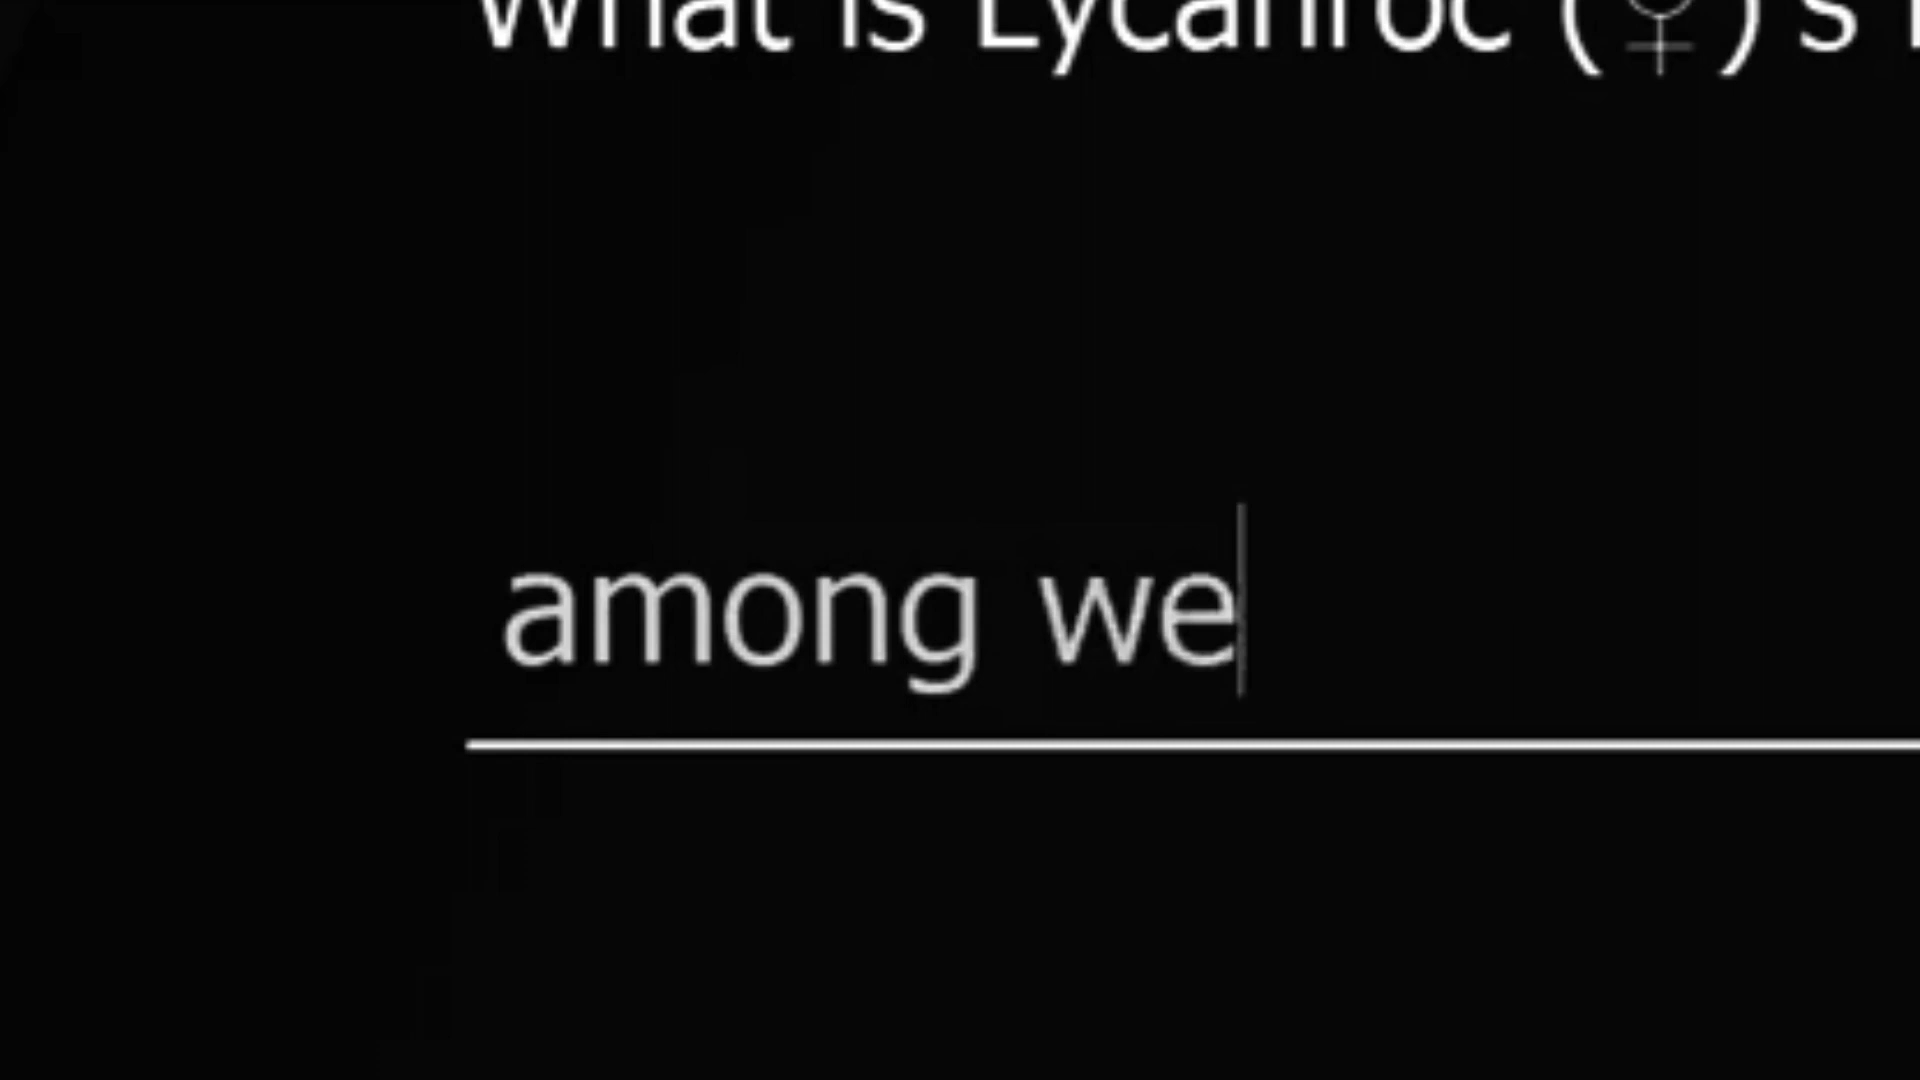 What is Lycanroc (♀)'s
among we